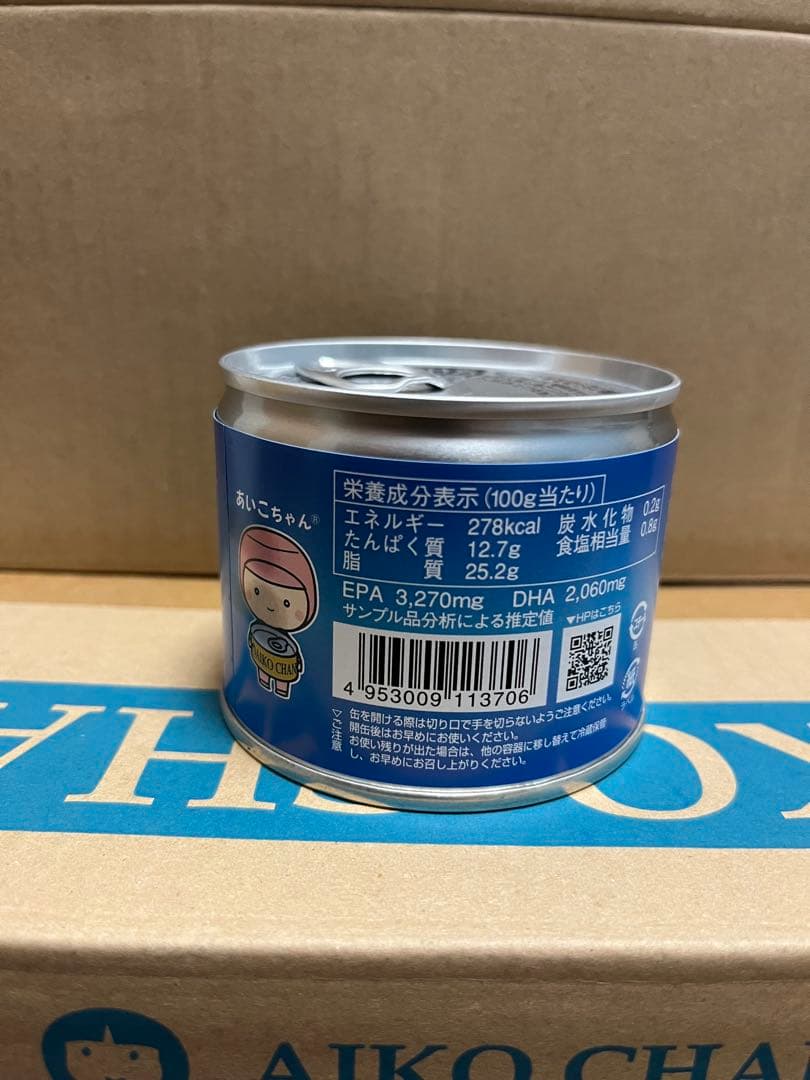 あいこちゃん®
AIKO CHAN
栄養成分表示(100g当たり)
エネルギー 278kcal 炭水化物 0.2g
たんぱく質 12.7g 食塩相当量 0.8g
脂質 25.2g
EPA 3,270mg DHA 2,060mg
サンプル品分析による推定値 ▼HPはこちら
4 953009 113706
▽ご注意
缶を開ける際は切り口で手を切らないようご注意ください。
開缶後はお早めにお使いください。
お使い残りが出た場合は、他の容器に移し替えて冷蔵保管
し、お早めにお召し上がりください。
AIKO CHAN